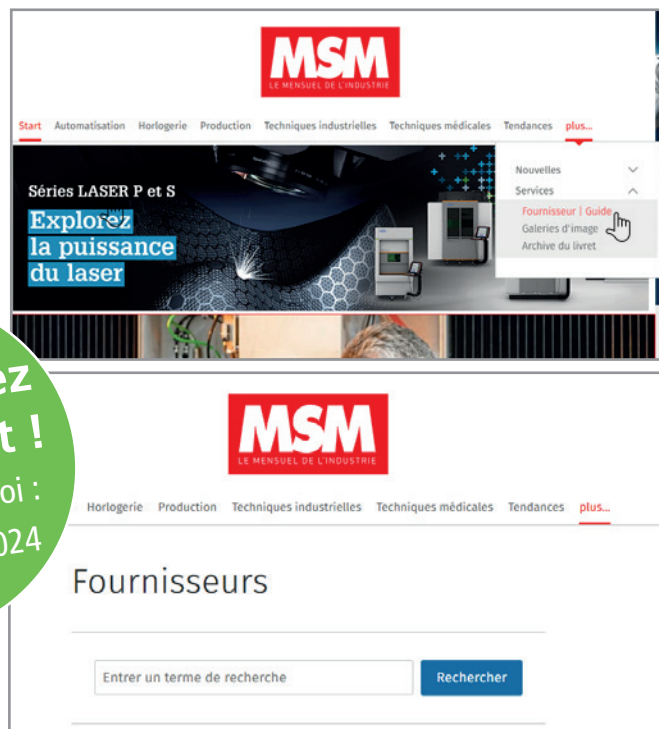 MSM
LE MENSUEL DE L'INDUSTRIE
Start Automatisation Horlogerie Production Techniques industrielles Techniques médicales Tendances plus...
Nouvelles
Services
Fournisseur | Guide
Galeries d'image
Archive du livret
Séries LASER P et S
Explorez
la puissance
du laser
ez
t !
oi :
024
MSM
LE MENSUEL DE L'INDUSTRIE
Horlogerie Production Techniques industrielles Techniques médicales Tendances plus...
Fournisseurs
Entrer un terme de recherche
Rechercher